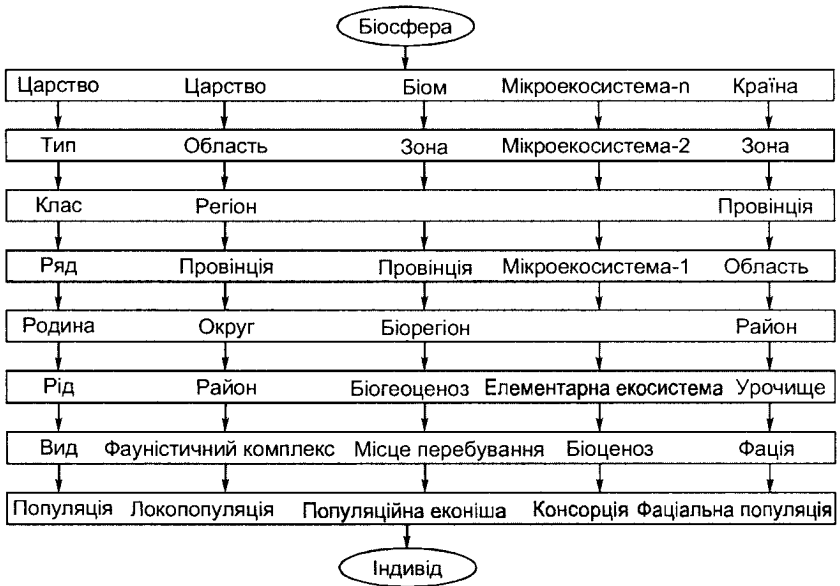 Біосфера
Царство Царство Біом Мікроекосистема-n Країна
Тип Область Зона Мікроекосистема-2 Зона
Клас Регіон Провінція
Ряд Провінція Провінція Мікроекосистема-1 Область
Родина Округ Біорегіон Район
Рід Район Біогеоценоз Елементарна екосистема Урочище
Вид Фауністичний комплекс Місце перебування Біоценоз Фація
Популяція Локопопуляція Популяційна еконіша Консорція Фаціальна популяція
Індивід